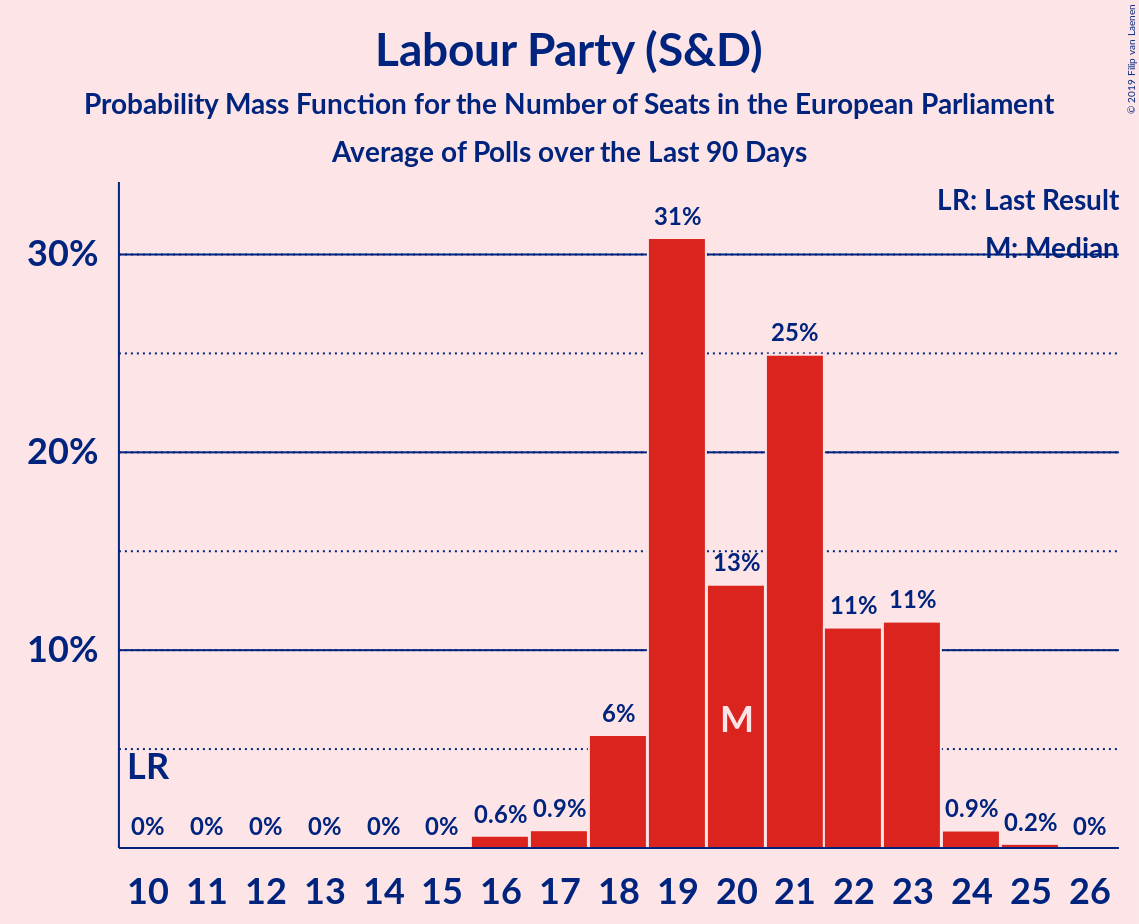 Labour Party (S&D)
Probability Mass Function for the Number of Seats in the European Parliament
Average of Polls over the Last 90 Days
© 2019 Filip van Laenen
LR: Last Result
M: Median
30%
20%
10%
LR
0% 0% 0% 0% 0% 0% 0.6% 0.9% 6% 31% 13% 25% 11% 11% 0.9% 0.2% 0%
M
10 11 12 13 14 15 16 17 18 19 20 21 22 23 24 25 26